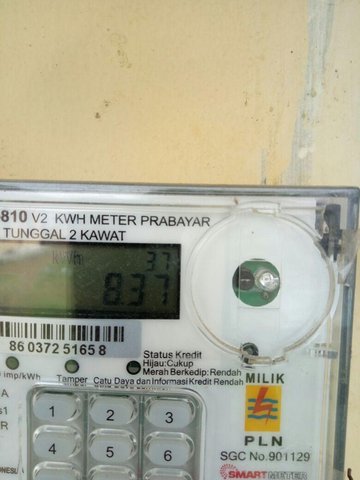 810 V2 KWH METER PRABAYAR
TUNGGAL 2 KAWAT
kWh 37
8.37
86 0372 5165 8
Status Kredit
Hijau:Cukup
Merah Berkedip:Rendah
imp/kWh
Tamper Catu Daya dan Informasi Kredit Rendah
MILIK
PLN
SGC No.901129
SMARTMETER
1 2 3
4 5 6